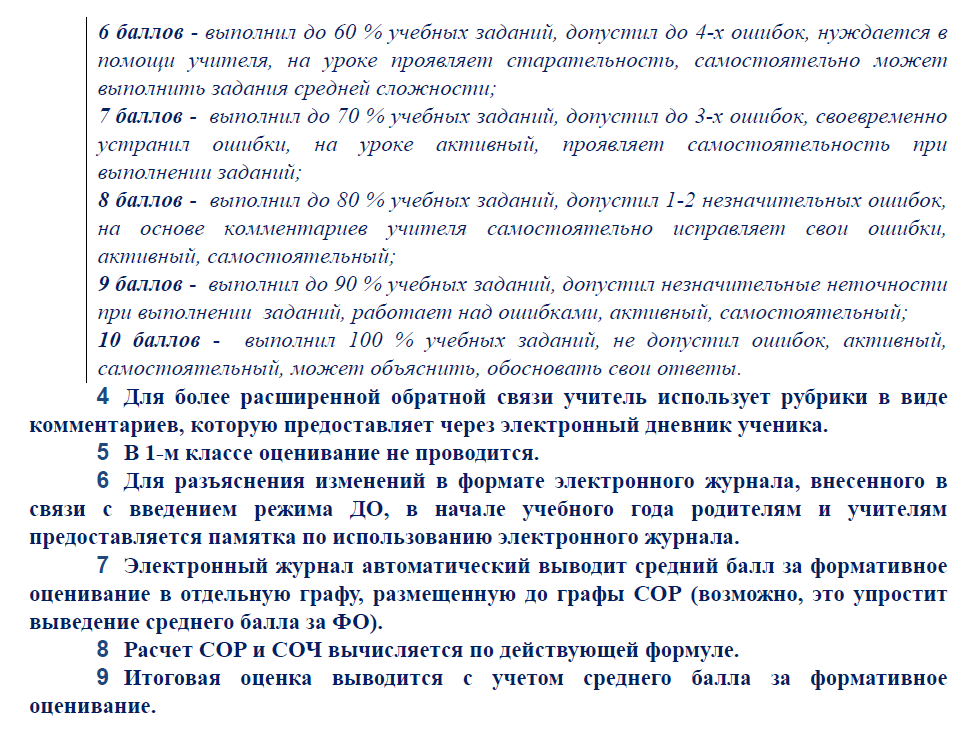 6 баллов - выполнил до 60 % учебных заданий, допустил до 4-х ошибок, нуждается в
помощи учителя, на уроке проявляет старательность, самостоятельно может
выполнить задания средней сложности;
7 баллов - выполнил до 70 % учебных заданий, допустил до 3-х ошибок, своевременно
устранил ошибки, на уроке активный, проявляет самостоятельность при
выполнении заданий;
8 баллов - выполнил до 80 % учебных заданий, допустил 1-2 незначительных ошибок,
на основе комментариев учителя самостоятельно исправляет свои ошибки,
активный, самостоятельный;
9 баллов - выполнил до 90 % учебных заданий, допустил незначительные неточности
при выполнении заданий, работает над ошибками, активный, самостоятельный;
10 баллов - выполнил 100 % учебных заданий, не допустил ошибок, активный,
самостоятельный, может объяснить, обосновать свои ответы.
4 Для более расширенной обратной связи учитель использует рубрики в виде
комментариев, которую предоставляет через электронный дневник ученика.
5 В 1-м классе оценивание не проводится.
6 Для разъяснения изменений в формате электронного журнала, внесенного в
связи с введением режима ДО, в начале учебного года родителям и учителям
предоставляется памятка по использованию электронного журнала.
7 Электронный журнал автоматический выводит средний балл за формативное
оценивание в отдельную графу, размещенную до графы СОР (возможно, это упростит
выведение среднего балла за ФО).
8 Расчет СОР и СОЧ вычисляется по действующей формуле.
9 Итоговая оценка выводится с учетом среднего балла за формативное
оценивание.